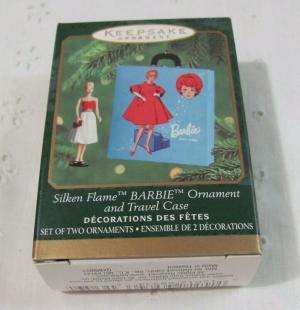 KEEPSAKE
ORNAMENT
Barbie
Silken Flame™ BARBIE™ Ornament
and Travel Case
DÉCORATIONS DES FÊTES
SET OF TWO ORNAMENTS • ENSEMBLE DE 2 DÉCORATIONS